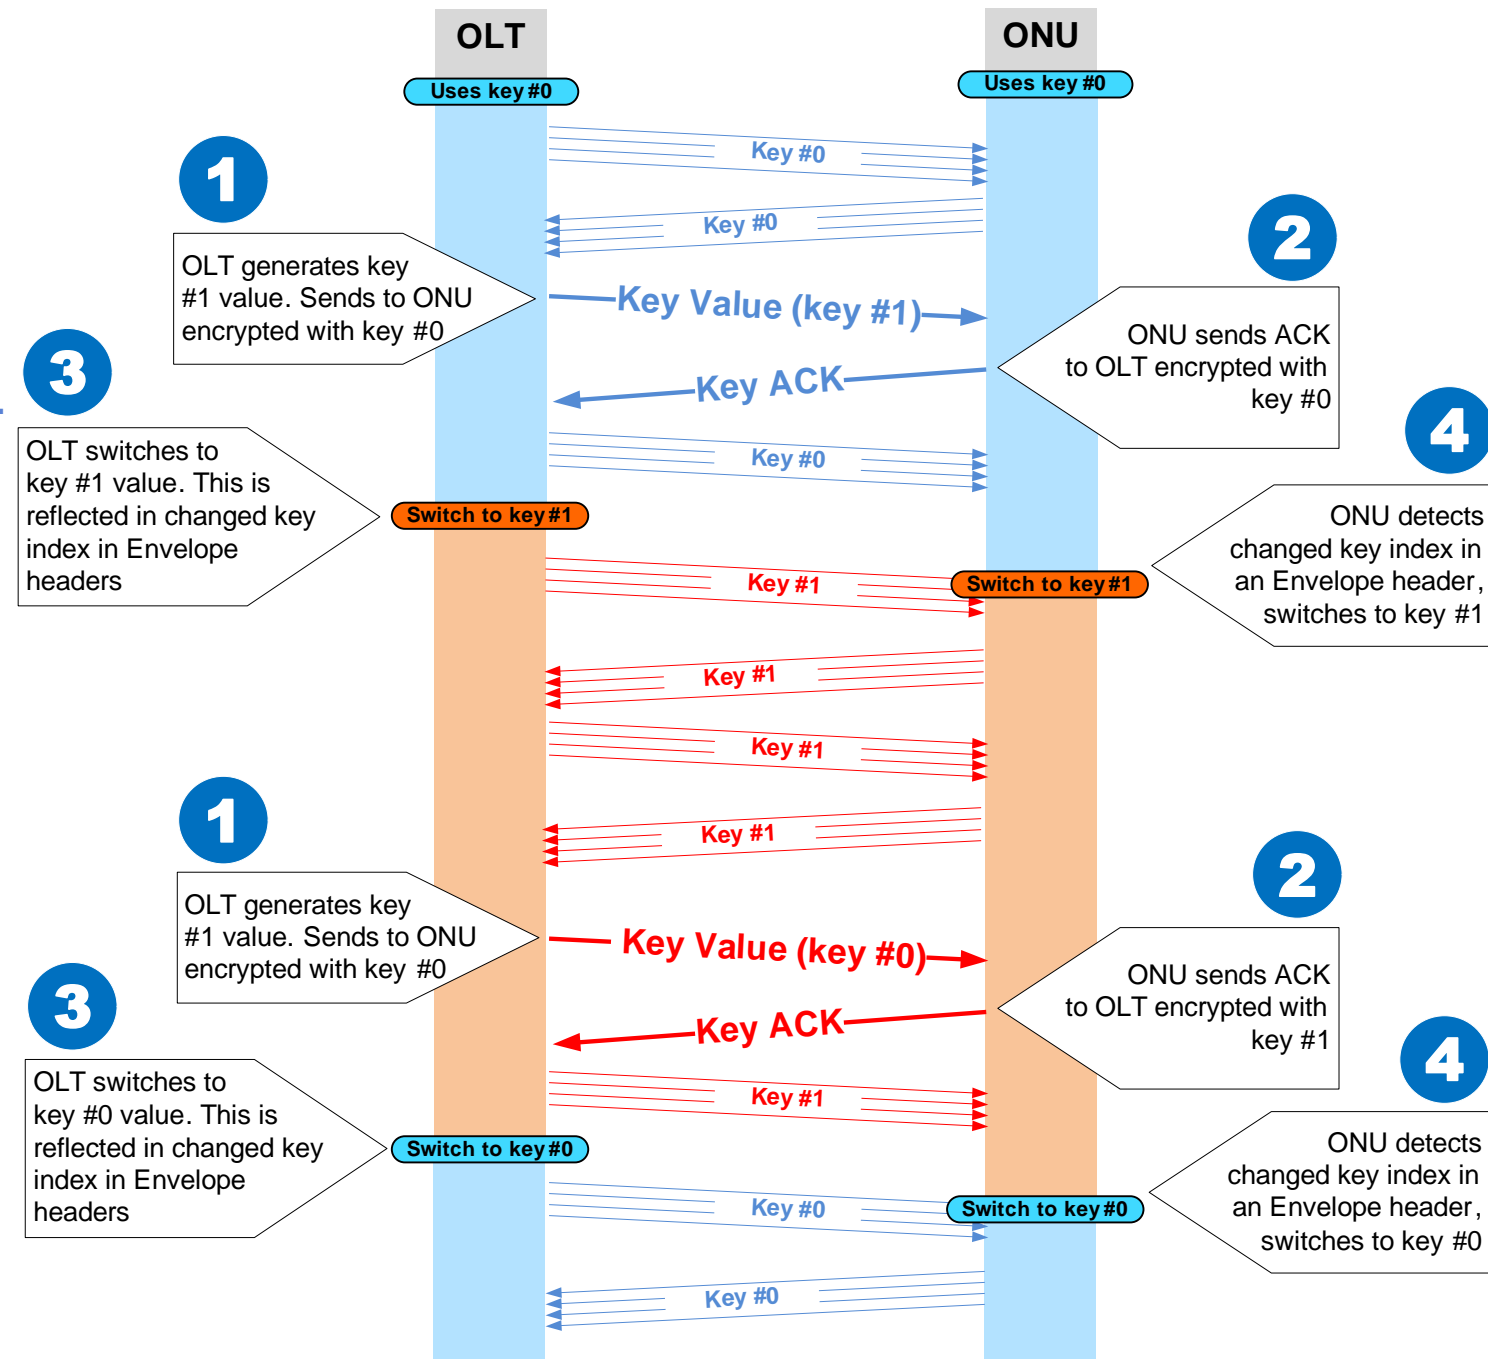 OLT
ONU
Uses key #0
Uses key #0
Key #0
1
Key #0
2
OLT generates key
#1 value. Sends to ONU
encrypted with key #0
Key Value (key #1)
ONU sends ACK
to OLT encrypted with
key #0
3
Key ACK
4
OLT switches to
key #1 value. This is
reflected in changed key
index in Envelope
headers
Key #0
Switch to key #1
ONU detects
changed key index in
an Envelope header,
switches to key #1
Key #1
Switch to key #1
Key #1
Key #1
1
Key #1
2
OLT generates key
#1 value. Sends to ONU
encrypted with key #0
Key Value (key #0)
ONU sends ACK
to OLT encrypted with
key #1
3
Key ACK
4
OLT switches to
key #0 value. This is
reflected in changed key
index in Envelope
headers
Key #1
Switch to key #0
ONU detects
changed key index in
an Envelope header,
switches to key #0
Key #0
Switch to key #0
Key #0